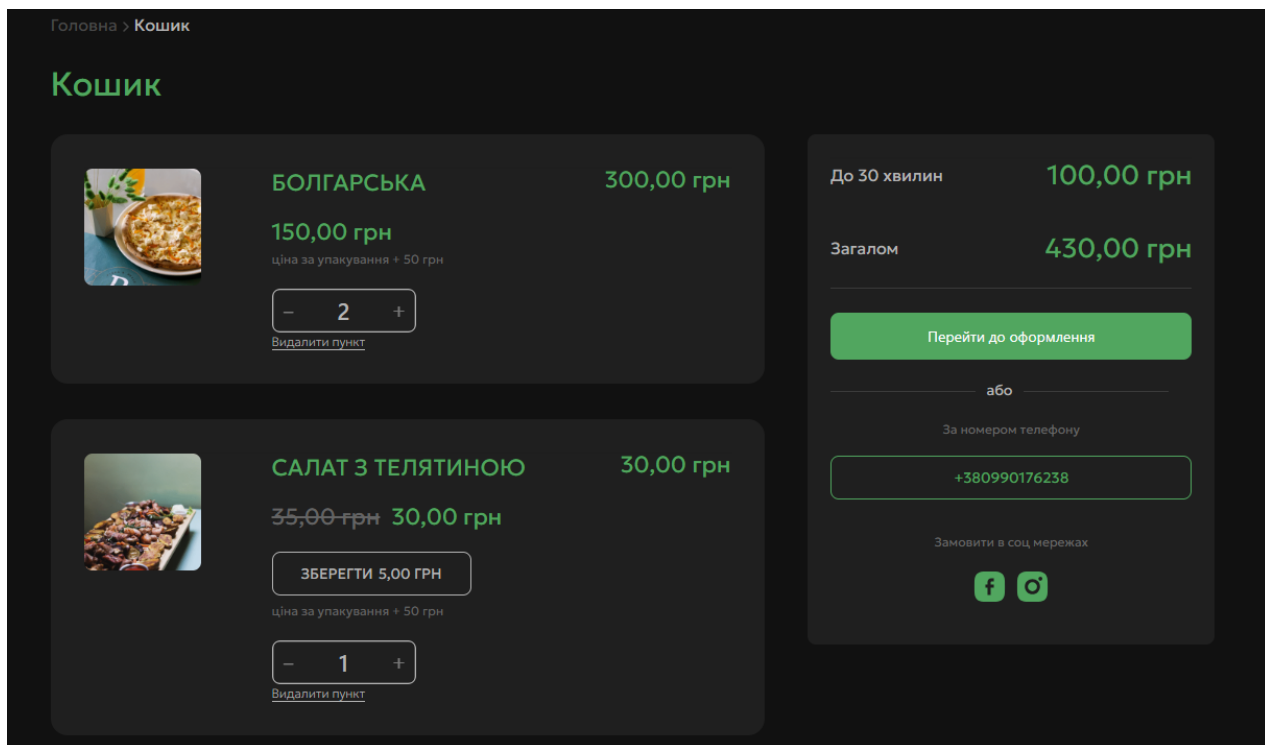 Головна > Кошик
Кошик
БОЛГАРСЬКА
300,00 грн
150,00 грн
ціна за упакування + 50 грн
− 2 +
Видалити пункт
САЛАТ З ТЕЛЯТИНОЮ
30,00 грн
35,00 грн 30,00 грн
ЗБЕРЕГТИ 5,00 ГРН
ціна за упакування + 50 грн
− 1 +
Видалити пункт
До 30 хвилин 100,00 грн
Загалом 430,00 грн
Перейти до оформлення
або
За номером телефону
+380990176238
Замовити в соц мережах